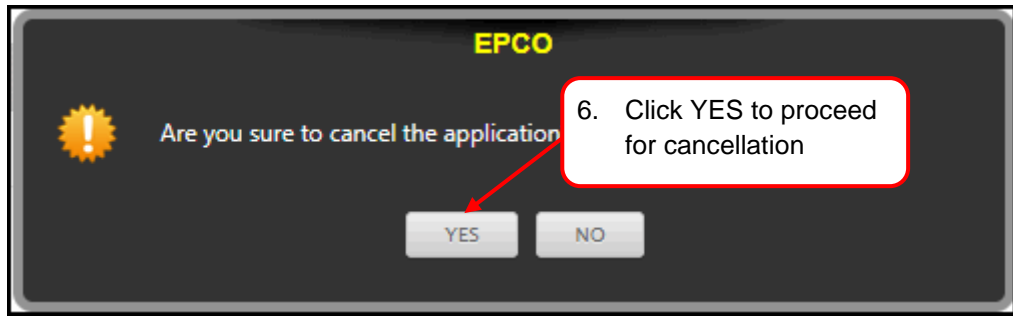 EPCO
Are you sure to cancel the application
6. Click YES to proceed
for cancellation
YES NO